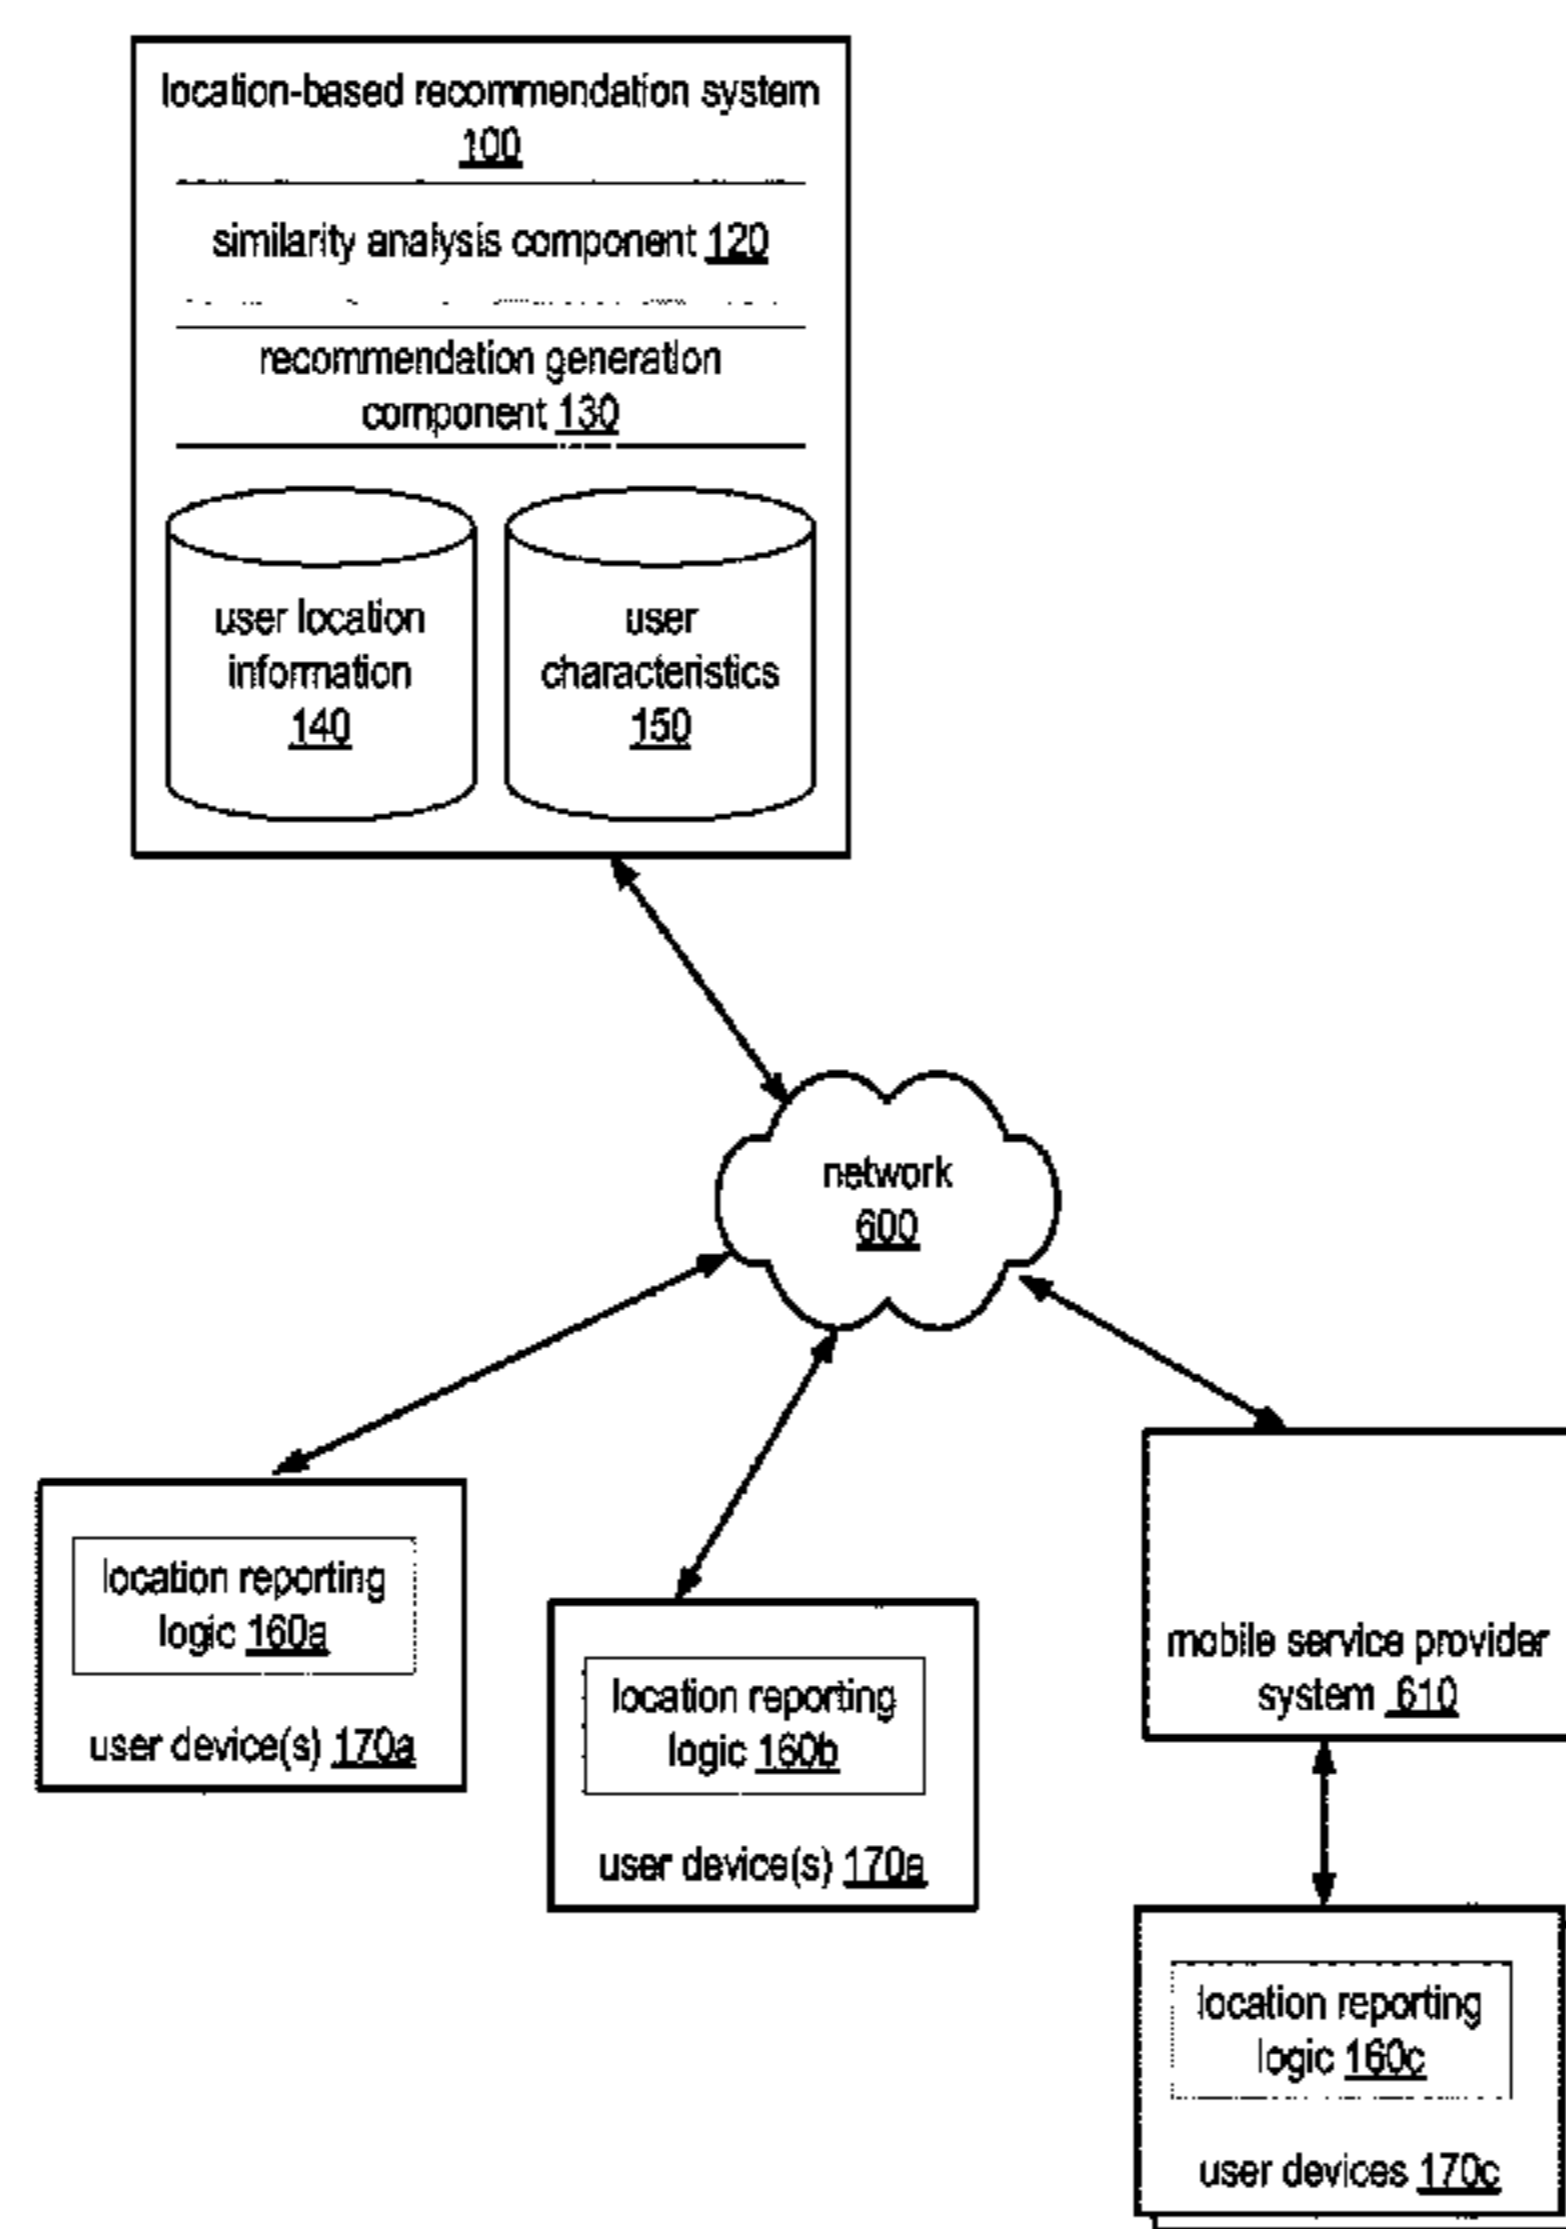 location-based recommendation system
100
similarity analysis component 120
recommendation generation
component 130
user location
information
140
user
characteristics
150
network
600
location reporting
logic 160a
user device(s) 170a
location reporting
logic 160b
user device(s) 170a
mobile service provider
system 610
location reporting
logic 160c
user devices 170c